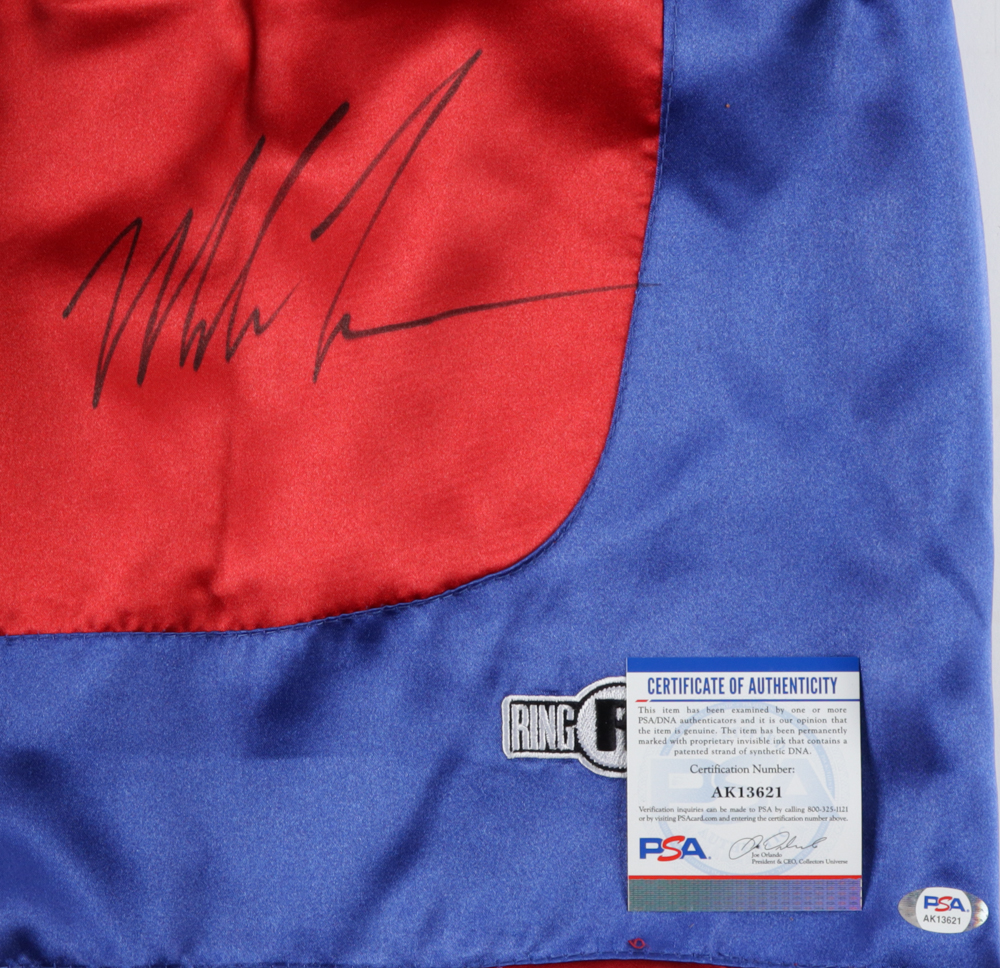 RING
CERTIFICATE OF AUTHENTICITY
This item has been examined by one or more
PSA/DNA authenticators and it is our opinion that
the item is genuine. The item has been permanently
marked with proprietary invisible ink that contains a
patented strand of synthetic DNA.
Certification Number:
AK13621
Verification inquiries can be made to PSA by calling 800-325-1121
or by visiting PSAcard.com and entering the certification number above.
PSA
Joe Orlando
President & CEO, Collectors Universe
PSA
AK13621